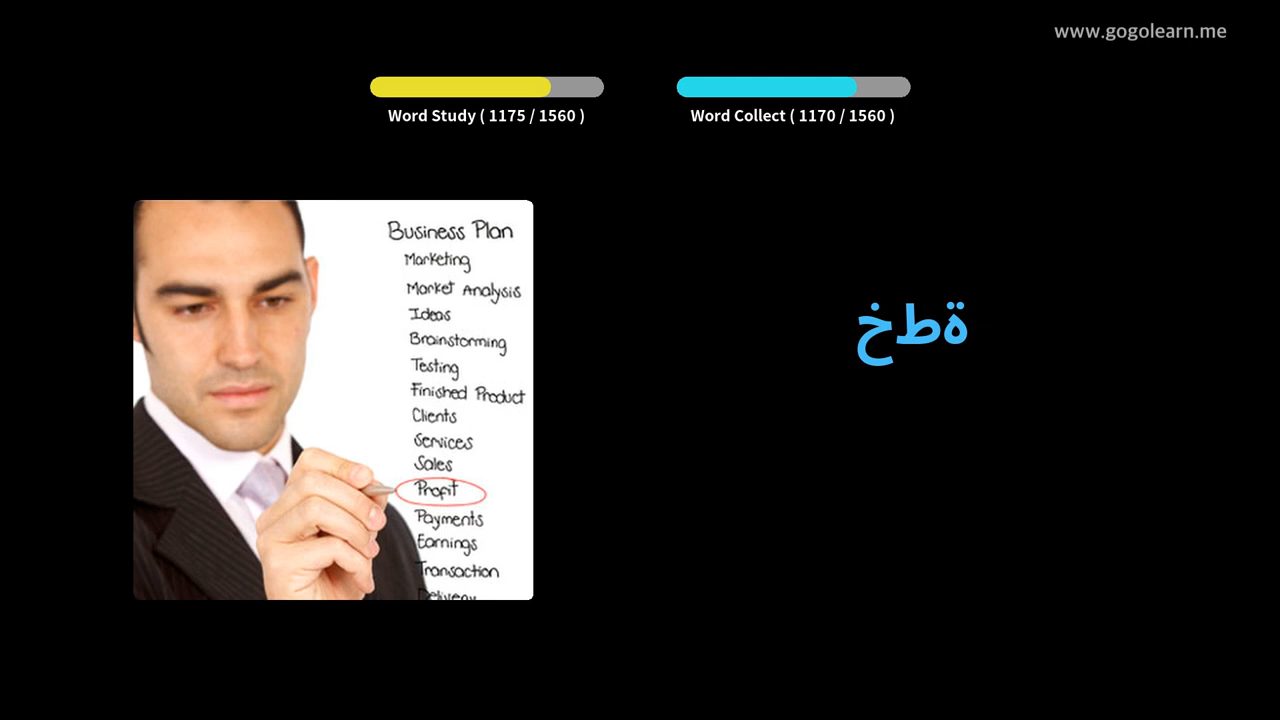 www.gogolearn.me
Word Study ( 1175 / 1560 )
Word Collect ( 1170 / 1560 )
Business Plan
Marketing
Market Analysis
Ideas
Brainstorming
Testing
Finished Product
Clients
Services
Sales
Profit
Payments
Earnings
Transaction
Delivery
خطة